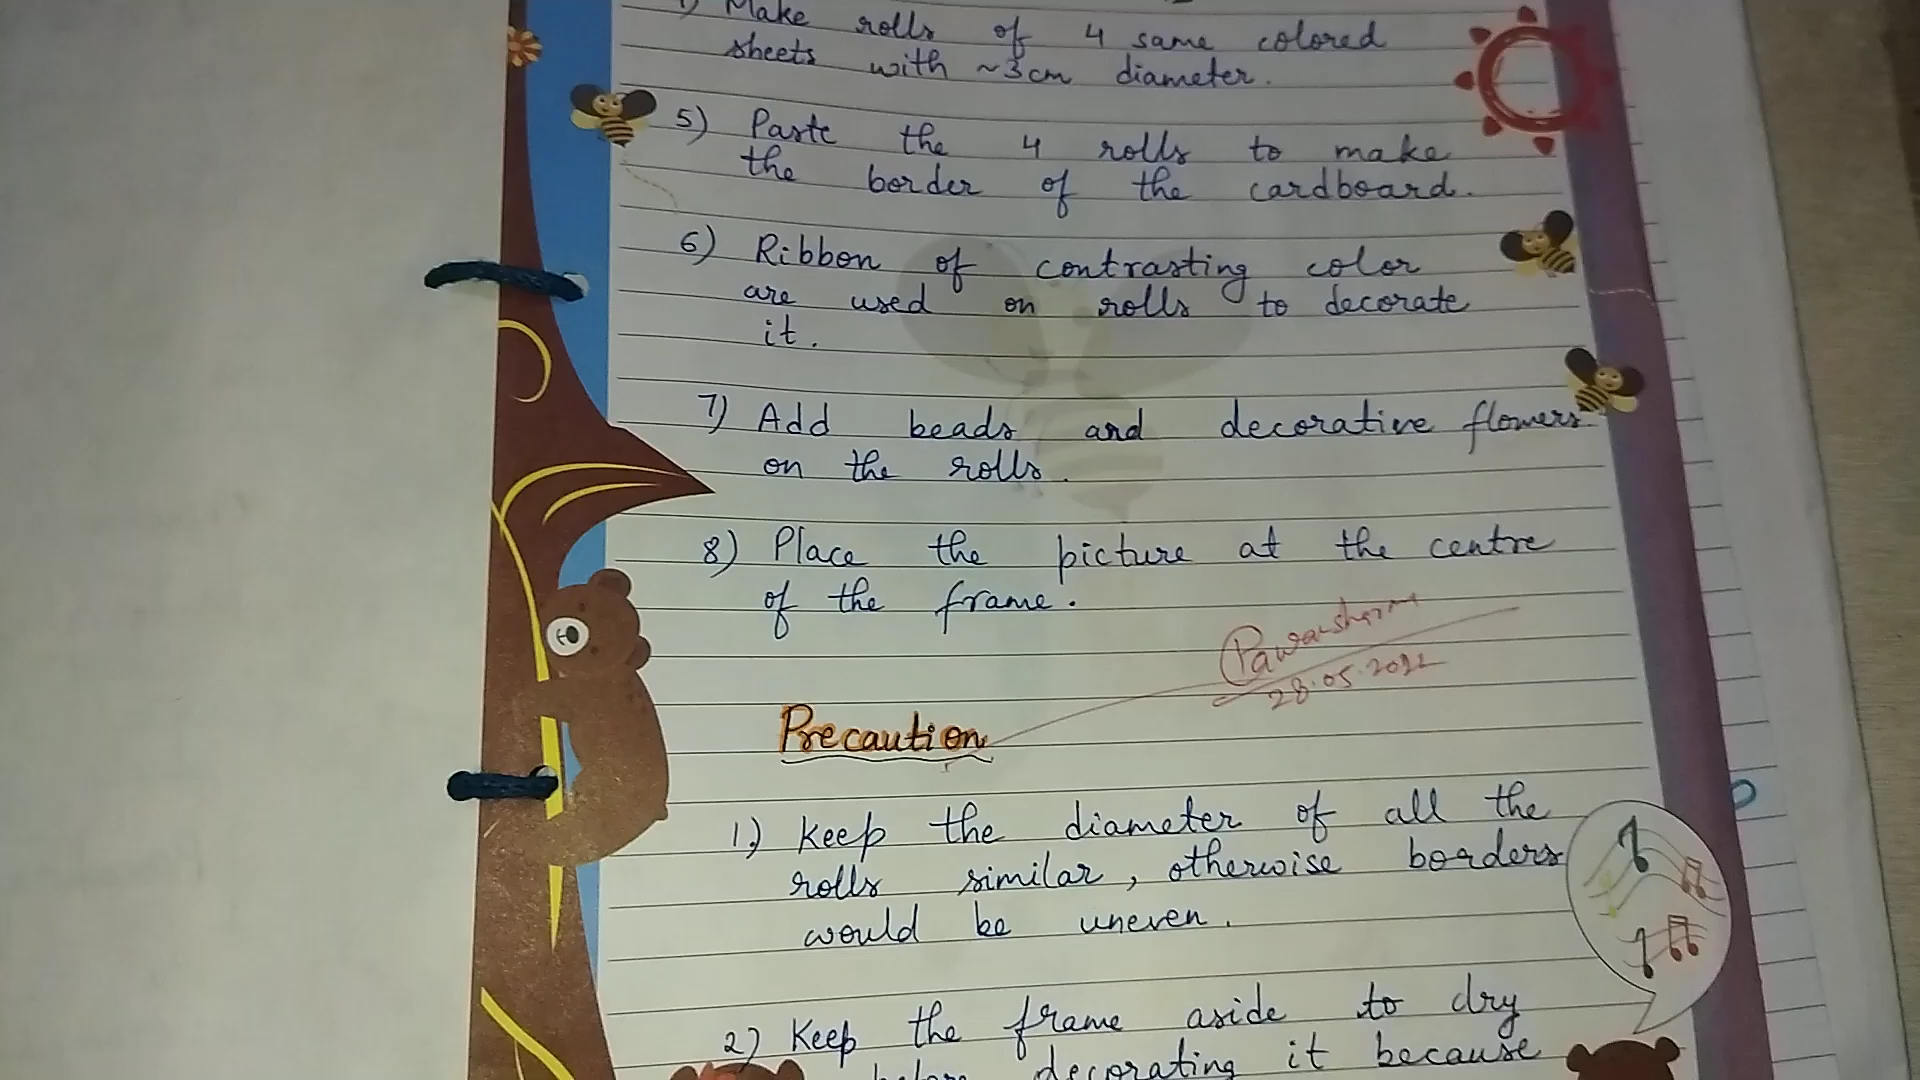 4) Make rolls of 4 same colored
sheets with ~3cm diameter.
5) Paste the 4 rolls to make
the border of the cardboard.
6) Ribbon of contrasting color
are used on rolls to decorate
it.
7) Add beads and decorative flowers
on the rolls.
8) Place the picture at the centre
of the frame.
28.05.2022
Precaution
1.) Keep the diameter of all the
rolls similar, otherwise borders
would be uneven.
2) Keep the frame aside to dry
before decorating it because